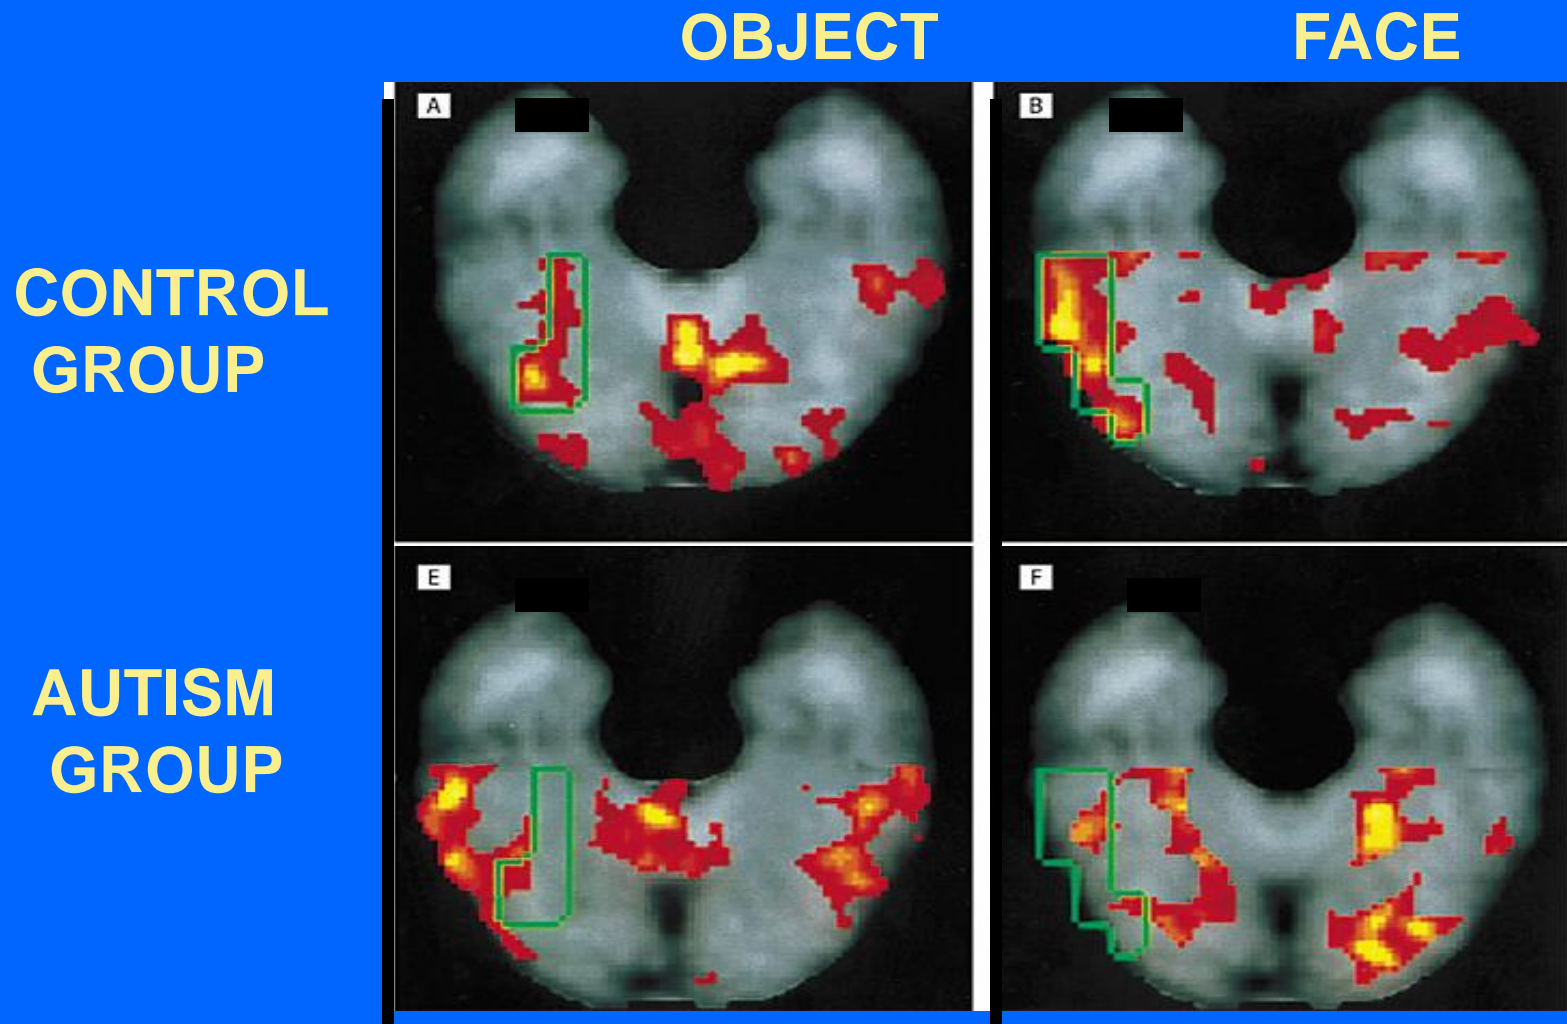 OBJECT
FACE
A
B
CONTROL
GROUP
E
F
AUTISM
GROUP